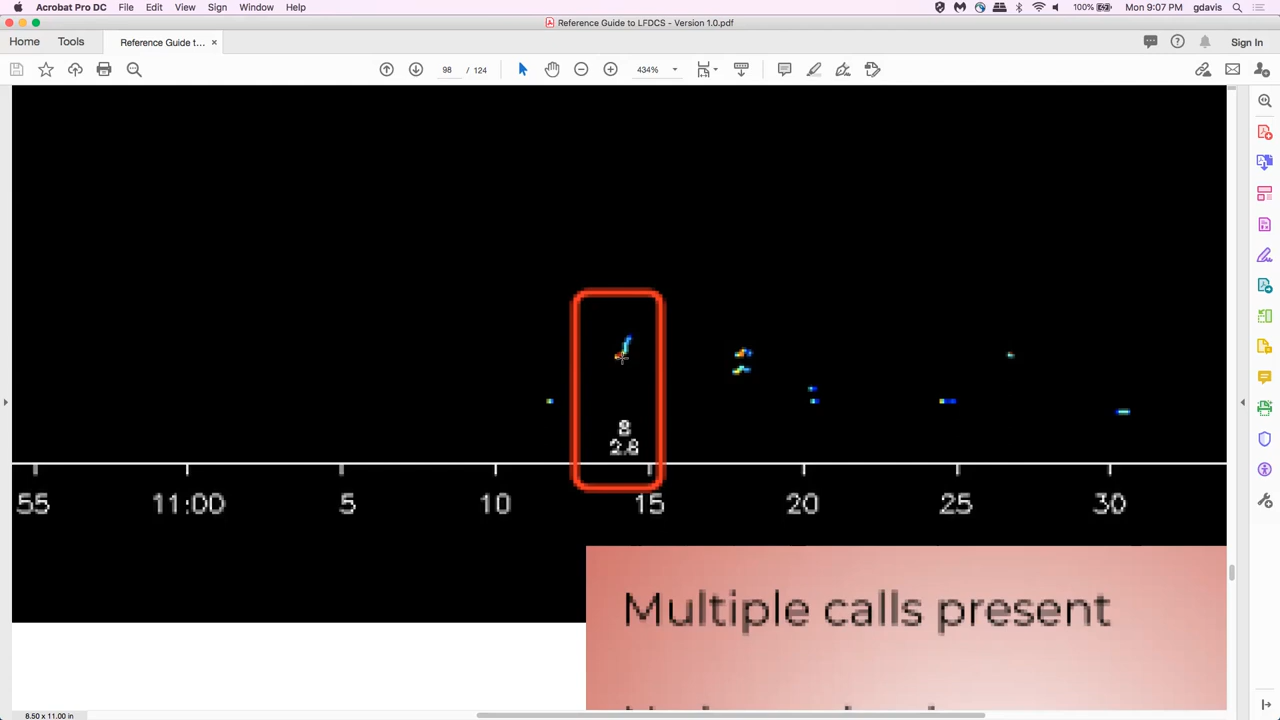 Acrobat Pro DC File Edit View Sign Window Help 100% Mon 9:07 PM gdavis
Reference Guide to LFDCS - Version 1.0.pdf
Home Tools Reference Guide t... × Sign In
98 / 124 434%
8
2.8
55 11:00 5 10 15 20 25 30
Multiple calls present
8.50 x 11.00 in